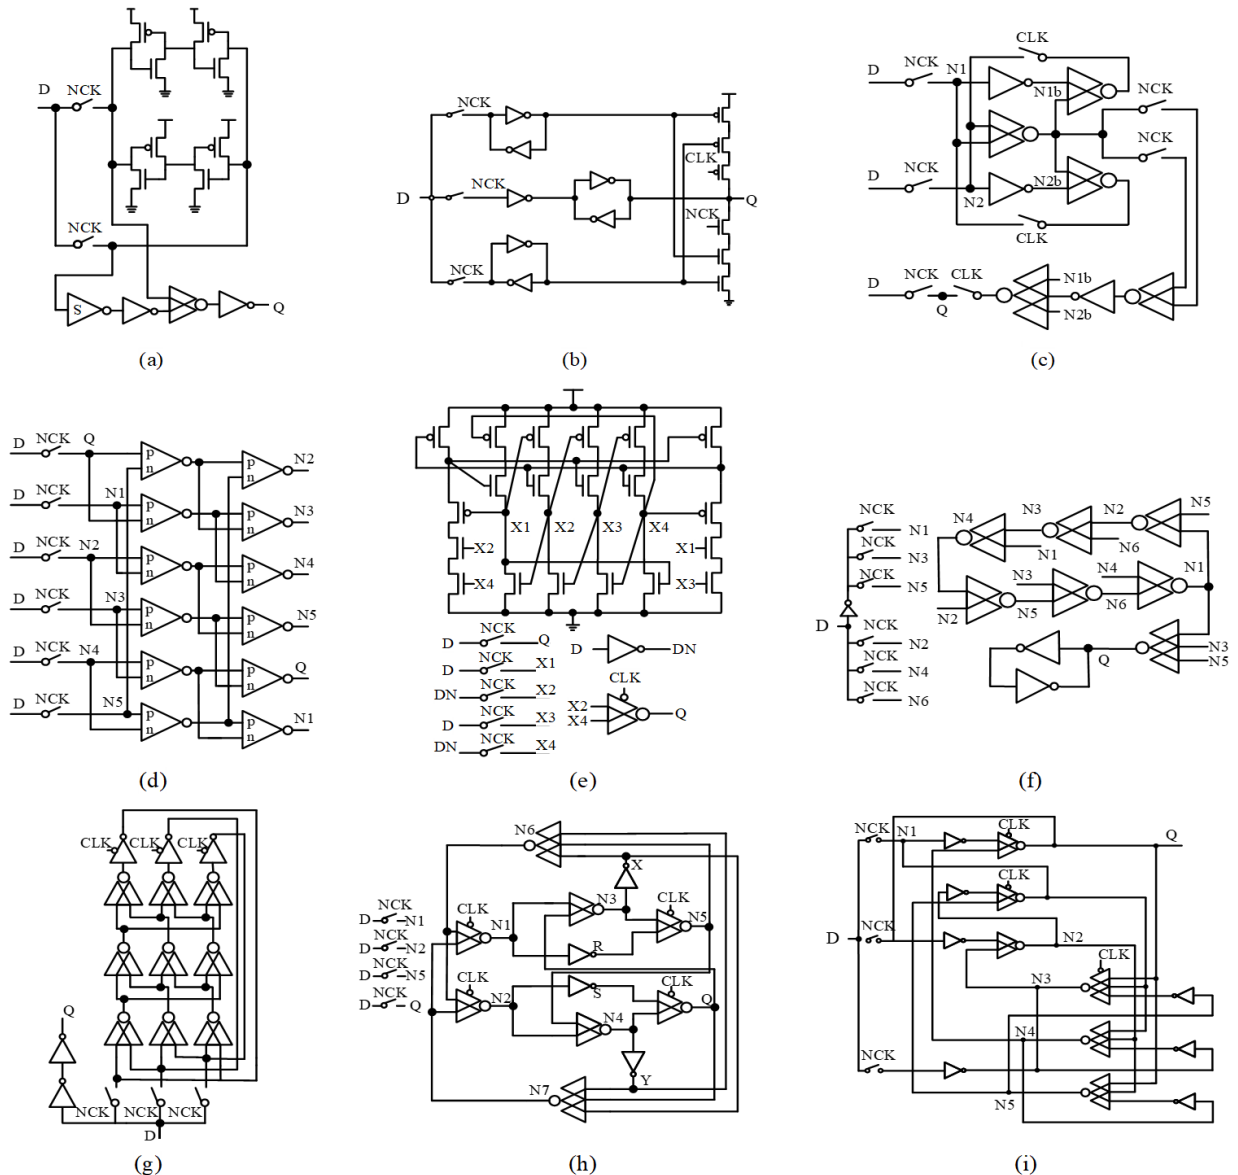 D NCK
NCK
S
Q
(a)
NCK
CLK
D NCK Q
NCK
NCK
(b)
CLK
D NCK N1
N1b NCK
NCK
D NCK
N2b
N2
CLK
D NCK CLK N1b
Q
N2b
(c)
D NCK Q p n N2
D NCK N1 p n N3
D NCK N2 p n N4
D NCK N3 p n N5
D NCK N4 p n Q
D NCK N5 p n N1
p n
p n
p n
p n
p n
p n
(d)
X1 X2 X3 X4
X2 X1
X4 X3
D NCK Q D DN
D NCK X1
CLK
DN NCK X2
X2
X4 Q
D NCK X3
DN NCK X4
(e)
NCK N1
NCK N3
NCK N5
D
NCK N2
NCK N4
NCK N6
N4 N3 N2 N5
N1 N6
N3 N4 N1
N2 N5 N6
Q N3
N5
(f)
CLK CLK CLK
Q
NCK NCK NCK
D
(g)
N6
X
NCK
D N1
NCK
D N2
NCK
D N5
NCK
D Q
CLK N1 N3 CLK N5
R
CLK N2 S CLK Q
N4
Y
N7
(h)
NCK N1 CLK Q
CLK
D NCK N2
N3 CLK
N4
NCK
N5
(i)